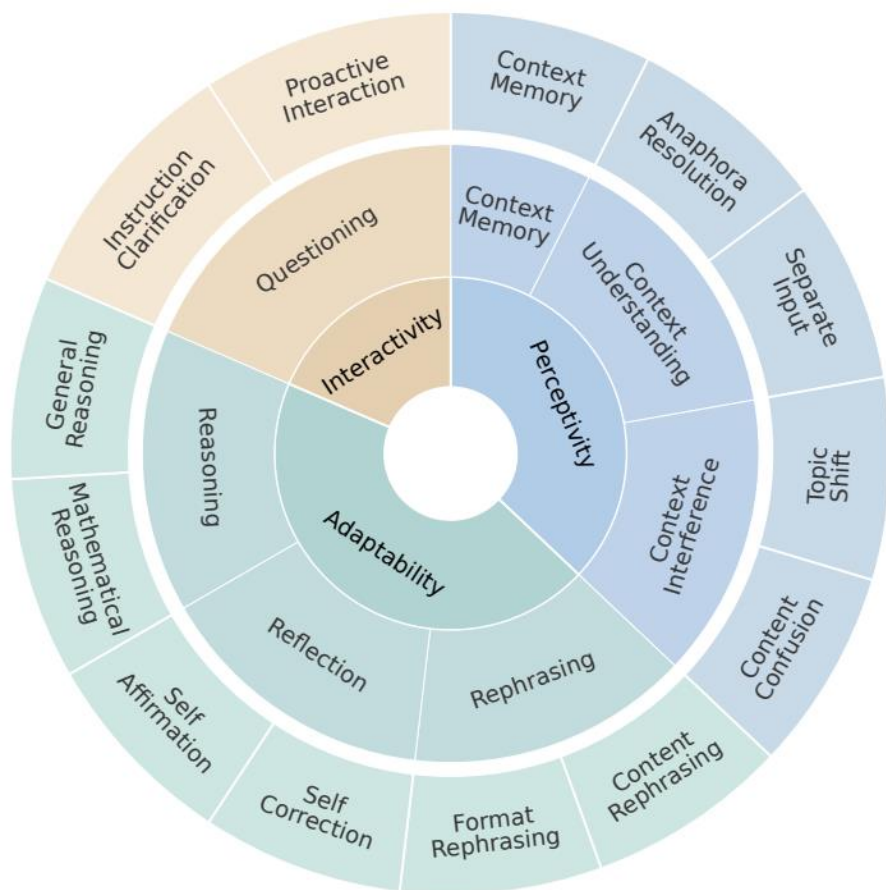 Proactive
Interaction
Context
Memory
Anaphora
Resolution
Separate
Input
Topic
Shift
Content
Confusion
Content
Rephrasing
Format
Rephrasing
Self
Correction
Self
Affirmation
Mathematical
Reasoning
General
Reasoning
Instruction
Clarification
Questioning
Context
Memory
Context
Understanding
Context
Interference
Rephrasing
Reflection
Reasoning
Interactivity
Perceptivity
Adaptability